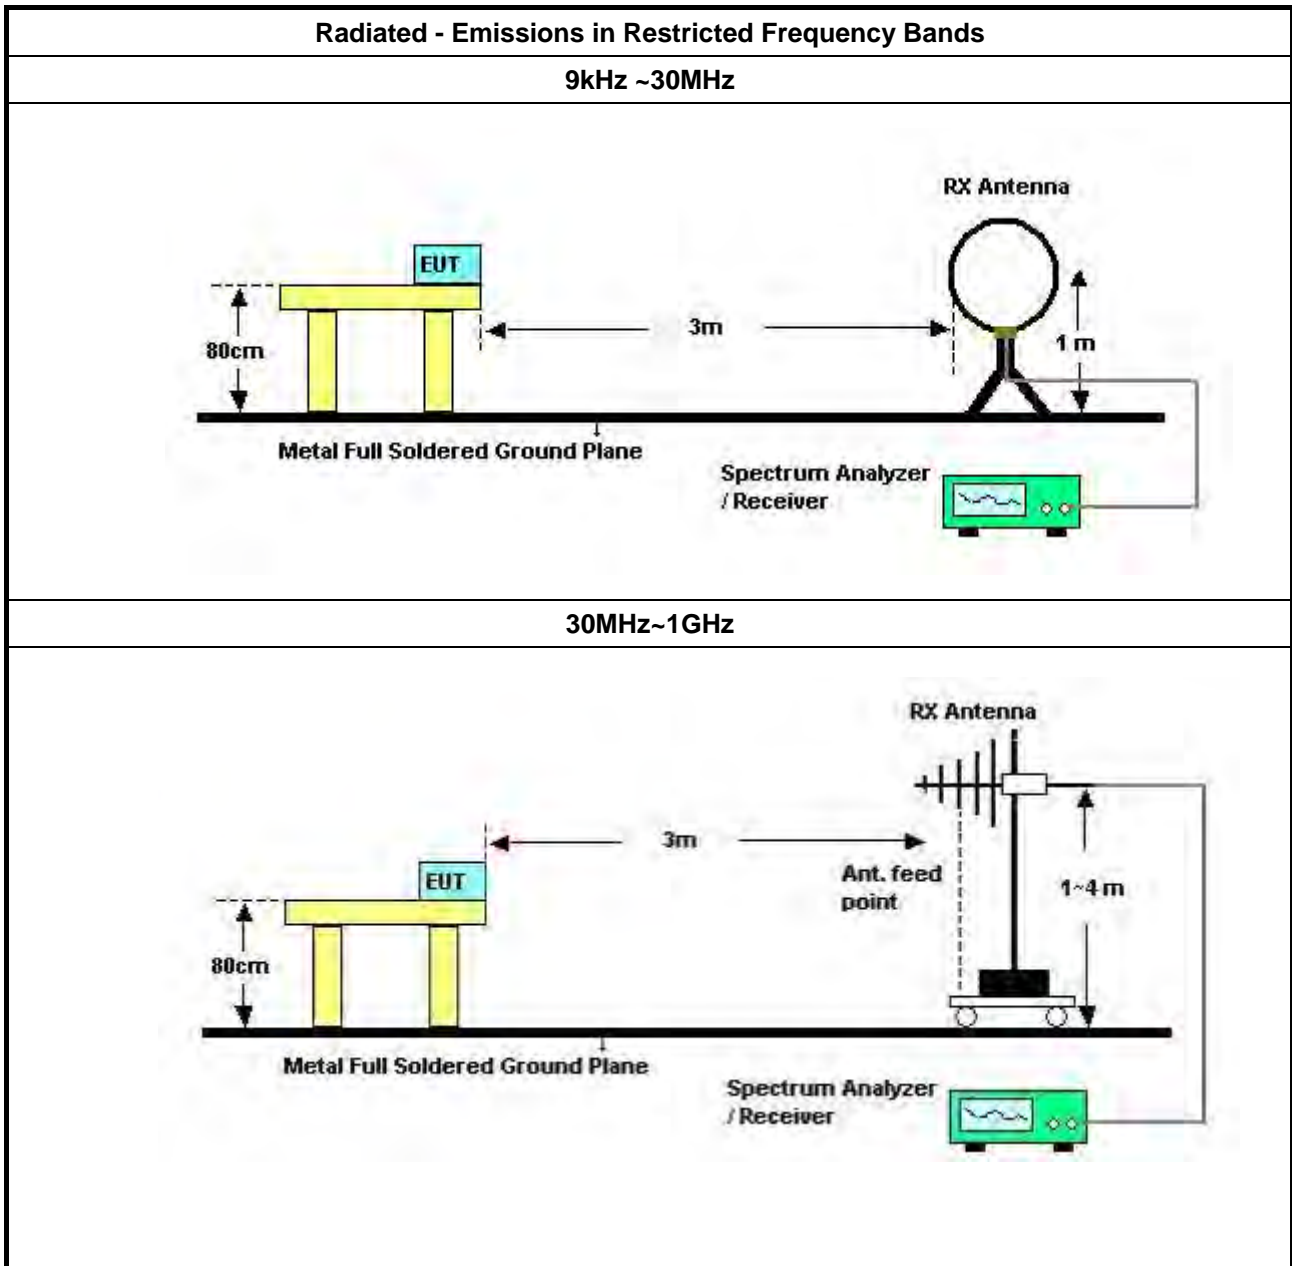 Radiated - Emissions in Restricted Frequency Bands
9kHz ~30MHz
RX Antenna
EUT
3m
80cm
1 m
Metal Full Soldered Ground Plane
Spectrum Analyzer
/ Receiver
30MHz~1GHz
RX Antenna
3m
EUT
Ant. feed
point
1~4 m
80cm
Metal Full Soldered Ground Plane
Spectrum Analyzer
/ Receiver